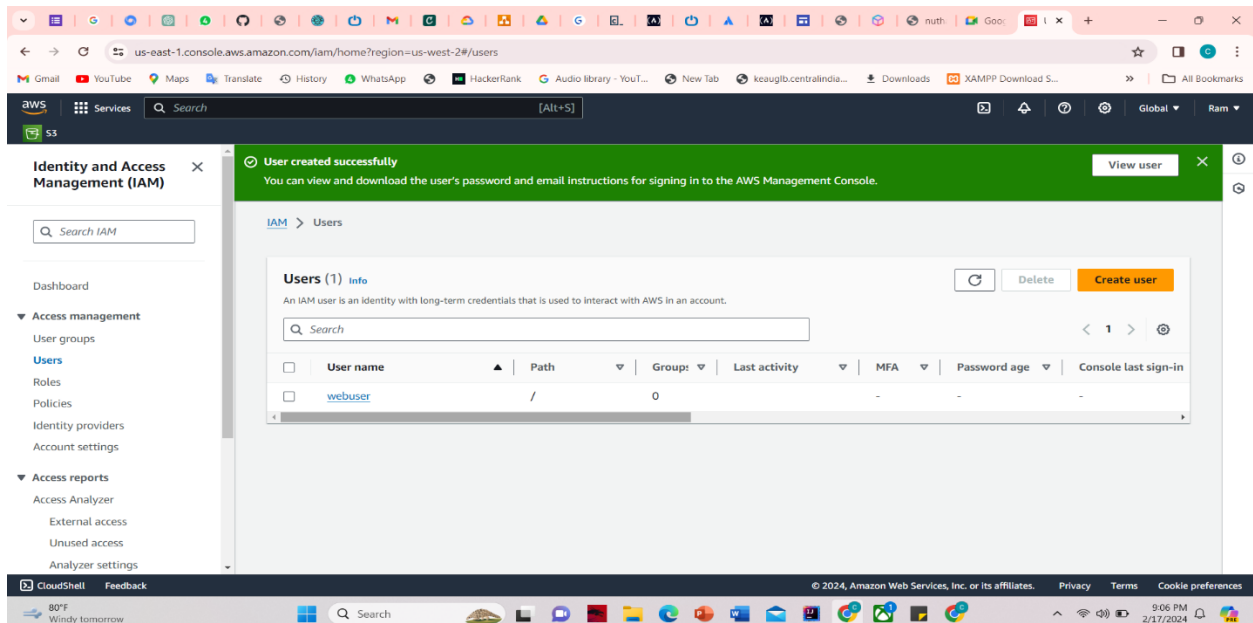 nuth
Goog
us-east-1.console.aws.amazon.com/iam/home?region=us-west-2#/users
Gmail YouTube Maps Translate History WhatsApp HackerRank Audio library - YouT... New Tab keauglb.centralindia... Downloads XAMPP Download S... » All Bookmarks
aws Services Search [Alt+S] Global Ram
S3
Identity and Access Management (IAM)
Search IAM
Dashboard
Access management
User groups
Users
Roles
Policies
Identity providers
Account settings
Access reports
Access Analyzer
External access
Unused access
Analyzer settings
User created successfully
You can view and download the user's password and email instructions for signing in to the AWS Management Console.
View user
IAM > Users
Users (1) Info
An IAM user is an identity with long-term credentials that is used to interact with AWS in an account.
Delete
Create user
Search
1
User name Path Group: Last activity MFA Password age Console last sign-in
webuser / 0 - - -
CloudShell Feedback © 2024, Amazon Web Services, Inc. or its affiliates. Privacy Terms Cookie preferences
80°F
Windy tomorrow
Search
9:06 PM
2/17/2024